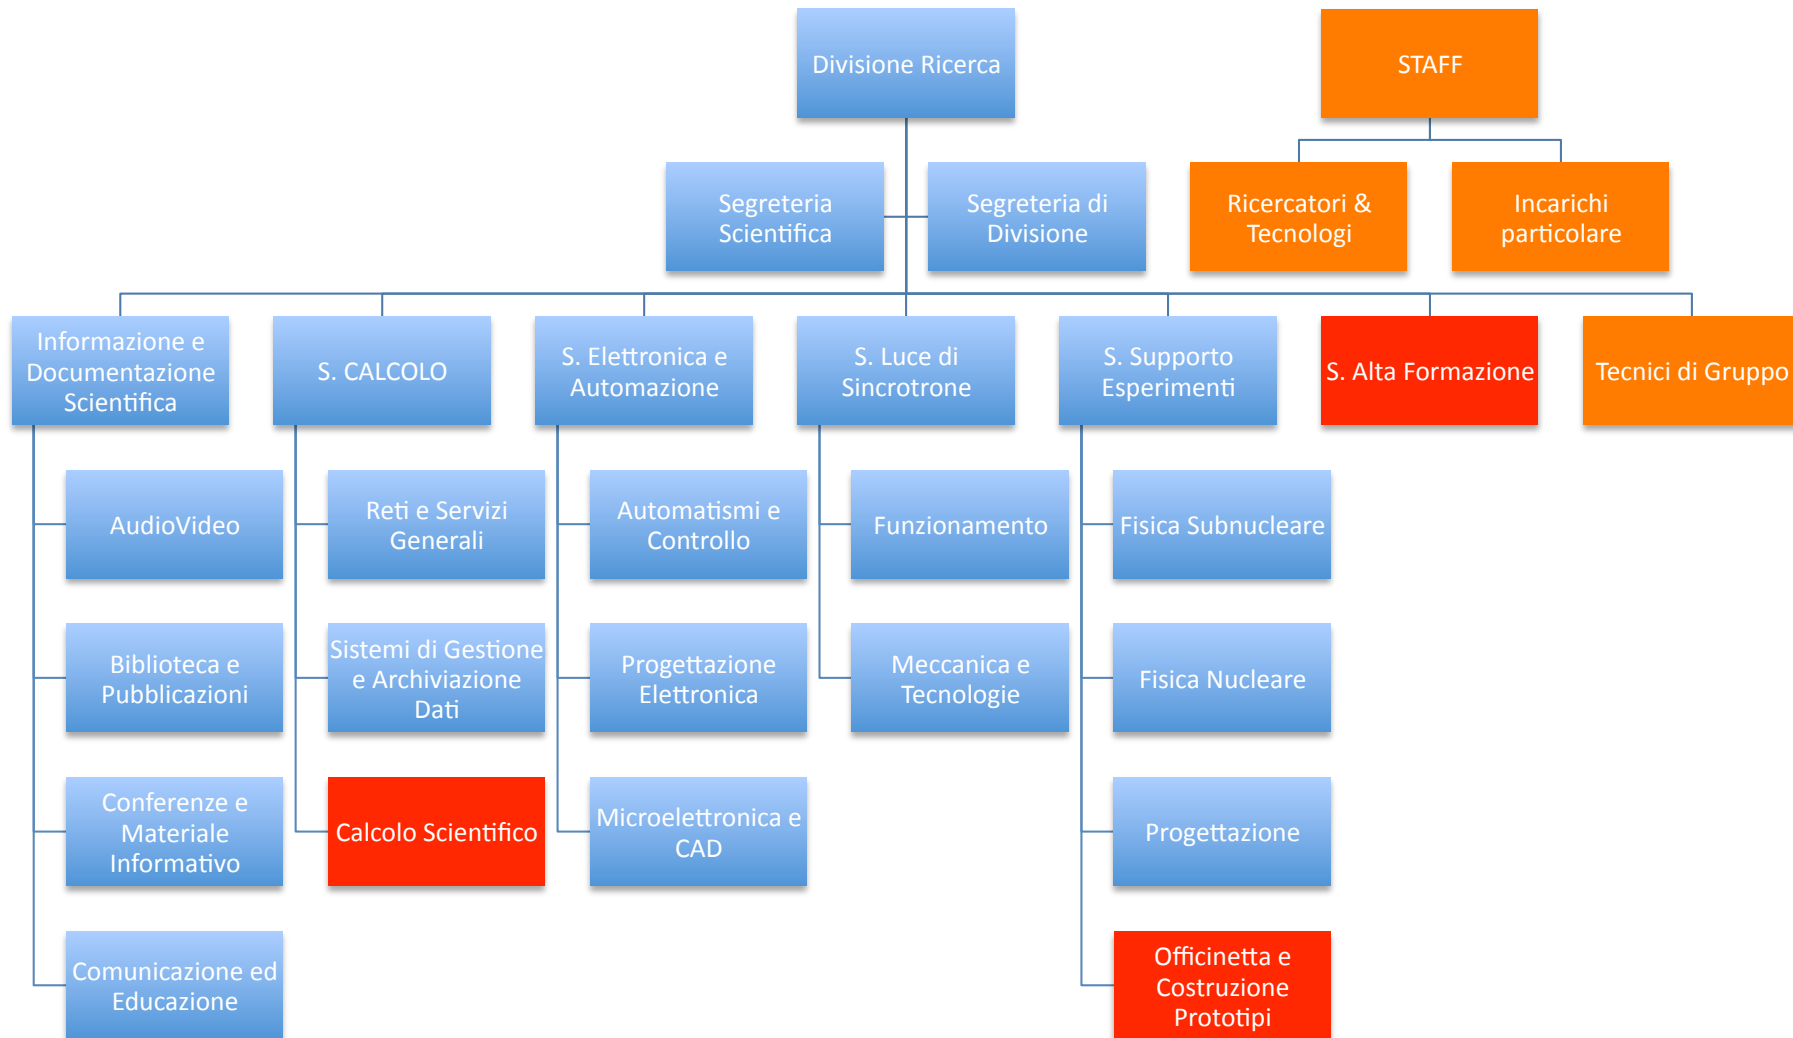 Divisione Ricerca
STAFF
Segreteria
Scientifica
Segreteria di
Divisione
Ricercatori &
Tecnologi
Incarichi
particolare
Informazione e
Documentazione
Scientifica
S. CALCOLO
S. Elettronica e
Automazione
S. Luce di
Sincrotrone
S. Supporto
Esperimenti
S. Alta Formazione
Tecnici di Gruppo
AudioVideo
Reti e Servizi
Generali
Automatismi e
Controllo
Funzionamento
Fisica Subnucleare
Biblioteca e
Pubblicazioni
Sistemi di Gestione
e Archiviazione
Dati
Progettazione
Elettronica
Meccanica e
Tecnologie
Fisica Nucleare
Conferenze e
Materiale
Informativo
Calcolo Scientifico
Microelettronica e
CAD
Progettazione
Comunicazione ed
Educazione
Officinetta e
Costruzione
Prototipi